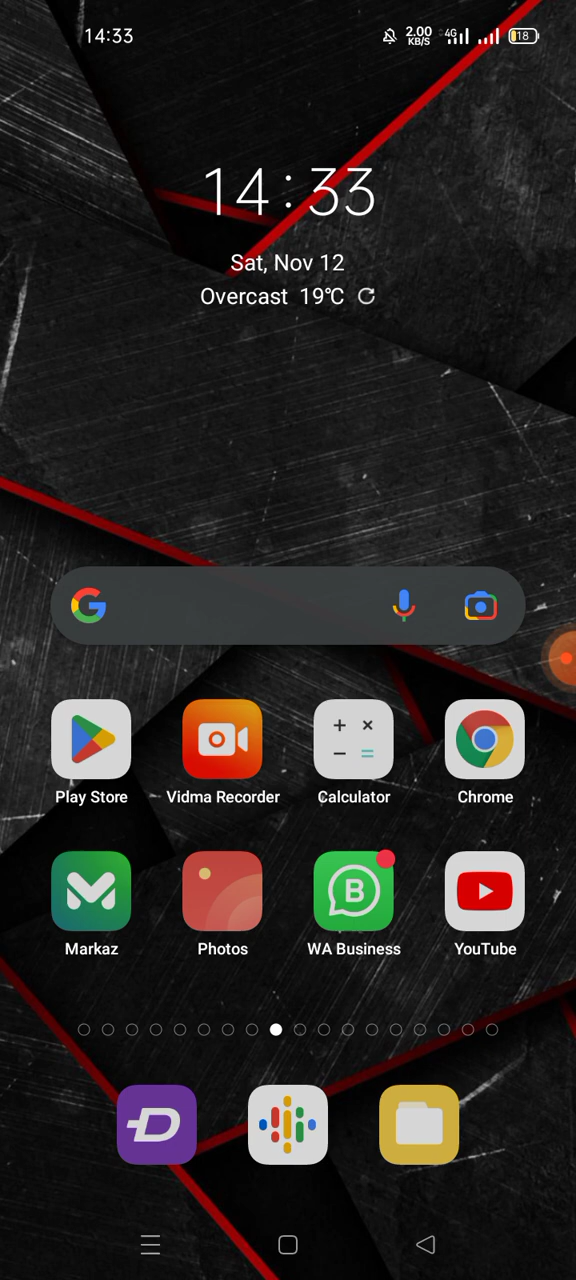 14:33
2.00
KB/S
4G
18
14:33
Sat, Nov 12
Overcast 19℃
Play Store
Vidma Recorder
Calculator
Chrome
Markaz
Photos
B
WA Business
YouTube